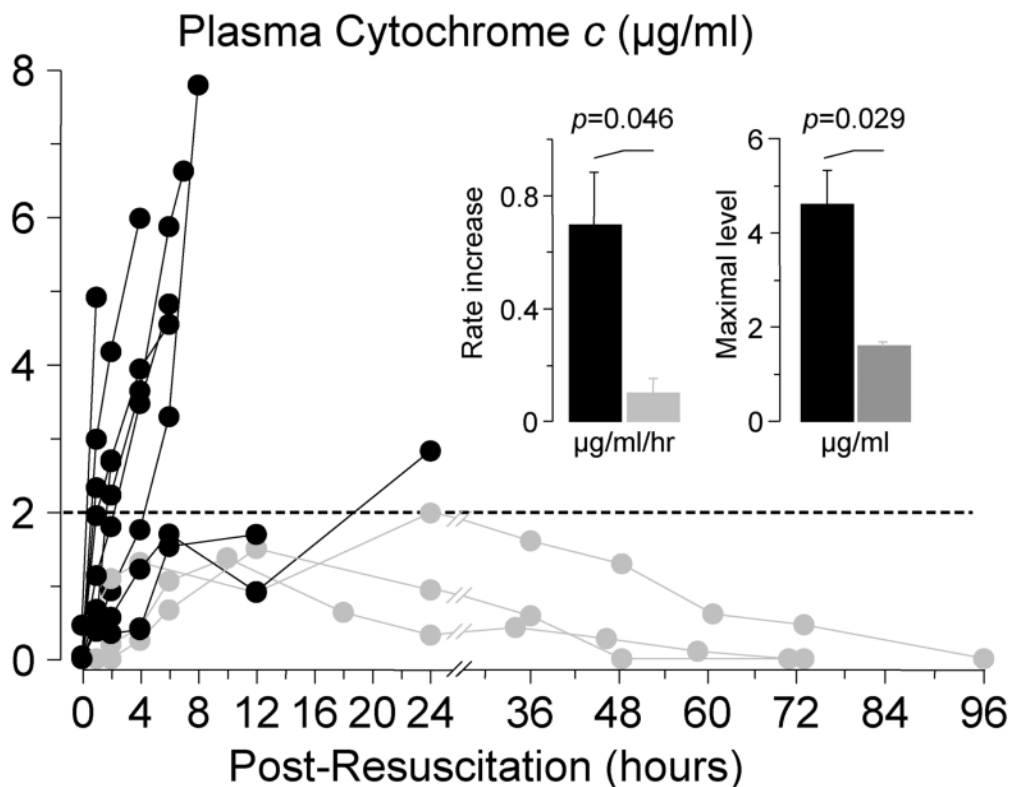 Plasma Cytochrome c (µg/ml)
8
6
4
2
0
0 4 8 12 16 20 24 36 48 60 72 84 96
Post-Resuscitation (hours)
p=0.046
0.8
0.4
0
Rate increase
µg/ml/hr
p=0.029
6
4
2
0
Maximal level
µg/ml